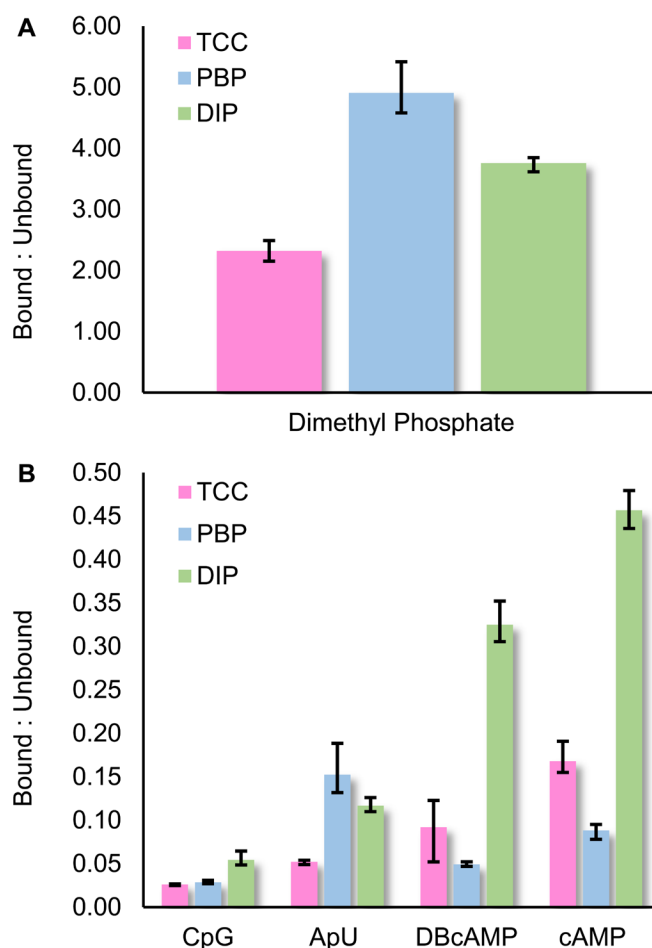 A
6.00
TCC
PBP
DIP
5.00
4.00
3.00
2.00
1.00
0.00
Bound : Unbound
Dimethyl Phosphate
B
0.50
TCC
PBP
DIP
0.45
0.40
0.35
0.30
0.25
0.20
0.15
0.10
0.05
0.00
Bound : Unbound
CpG ApU DBcAMP cAMP